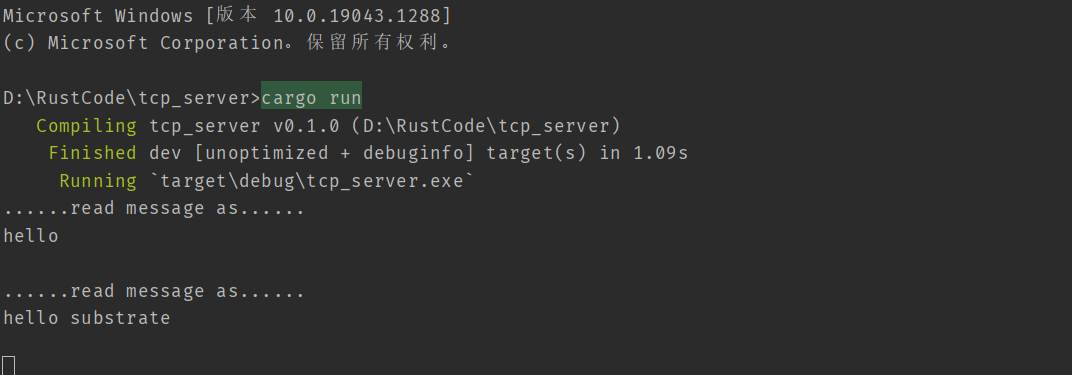 Microsoft Windows [版本 10.0.19043.1288]
(c) Microsoft Corporation。保留所有权利。
D:\RustCode\tcp_server>cargo run
Compiling tcp_server v0.1.0 (D:\RustCode\tcp_server)
Finished dev [unoptimized + debuginfo] target(s) in 1.09s
Running `target\debug\tcp_server.exe`
......read message as......
hello
......read message as......
hello substrate